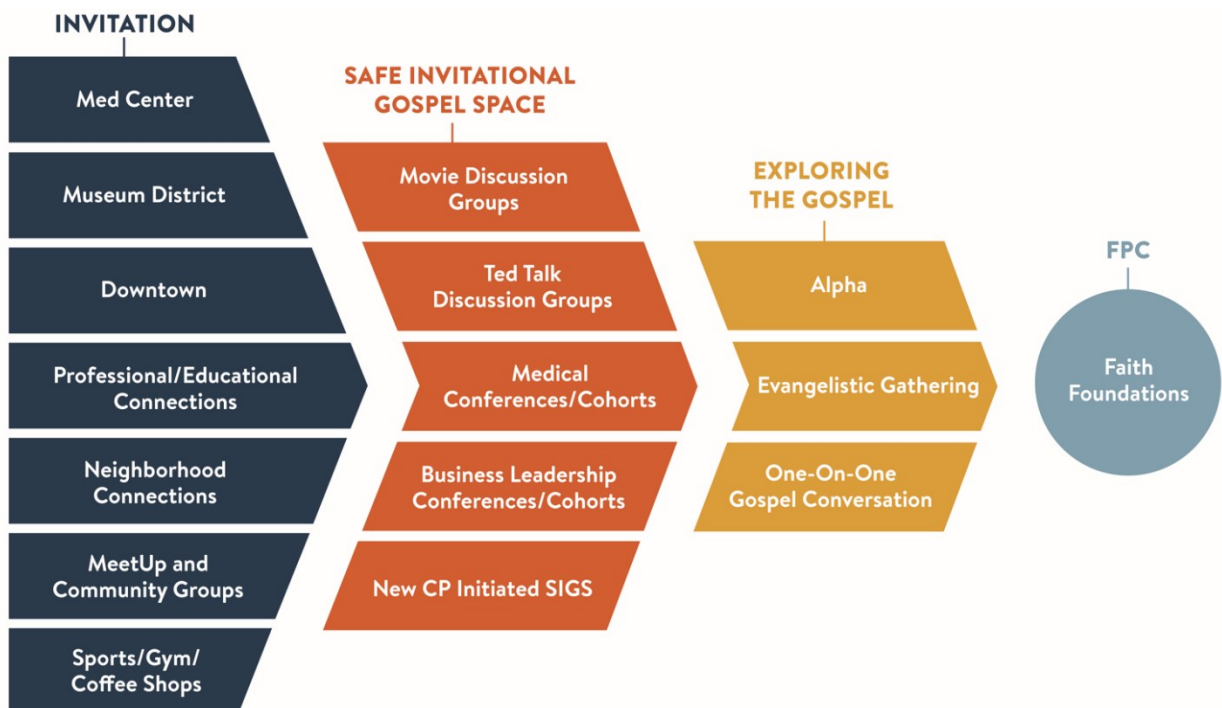 INVITATION
Med Center
Museum District
Downtown
Professional/Educational
Connections
Neighborhood
Connections
MeetUp and
Community Groups
Sports/Gym/
Coffee Shops
SAFE INVITATIONAL
GOSPEL SPACE
Movie Discussion
Groups
Ted Talk
Discussion Groups
Medical
Conferences/Cohorts
Business Leadership
Conferences/Cohorts
New CP Initiated SIGS
EXPLORING
THE GOSPEL
Alpha
Evangelistic Gathering
One-On-One
Gospel Conversation
FPC
Faith
Foundations